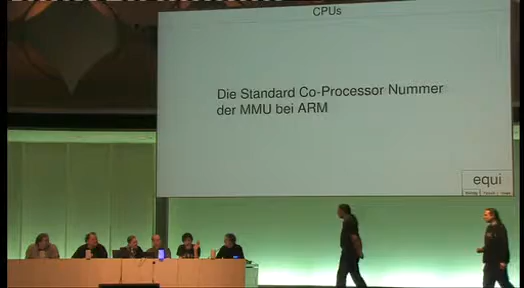 CPUs
Die Standard Co-Processor Nummer
der MMU bei ARM
equi